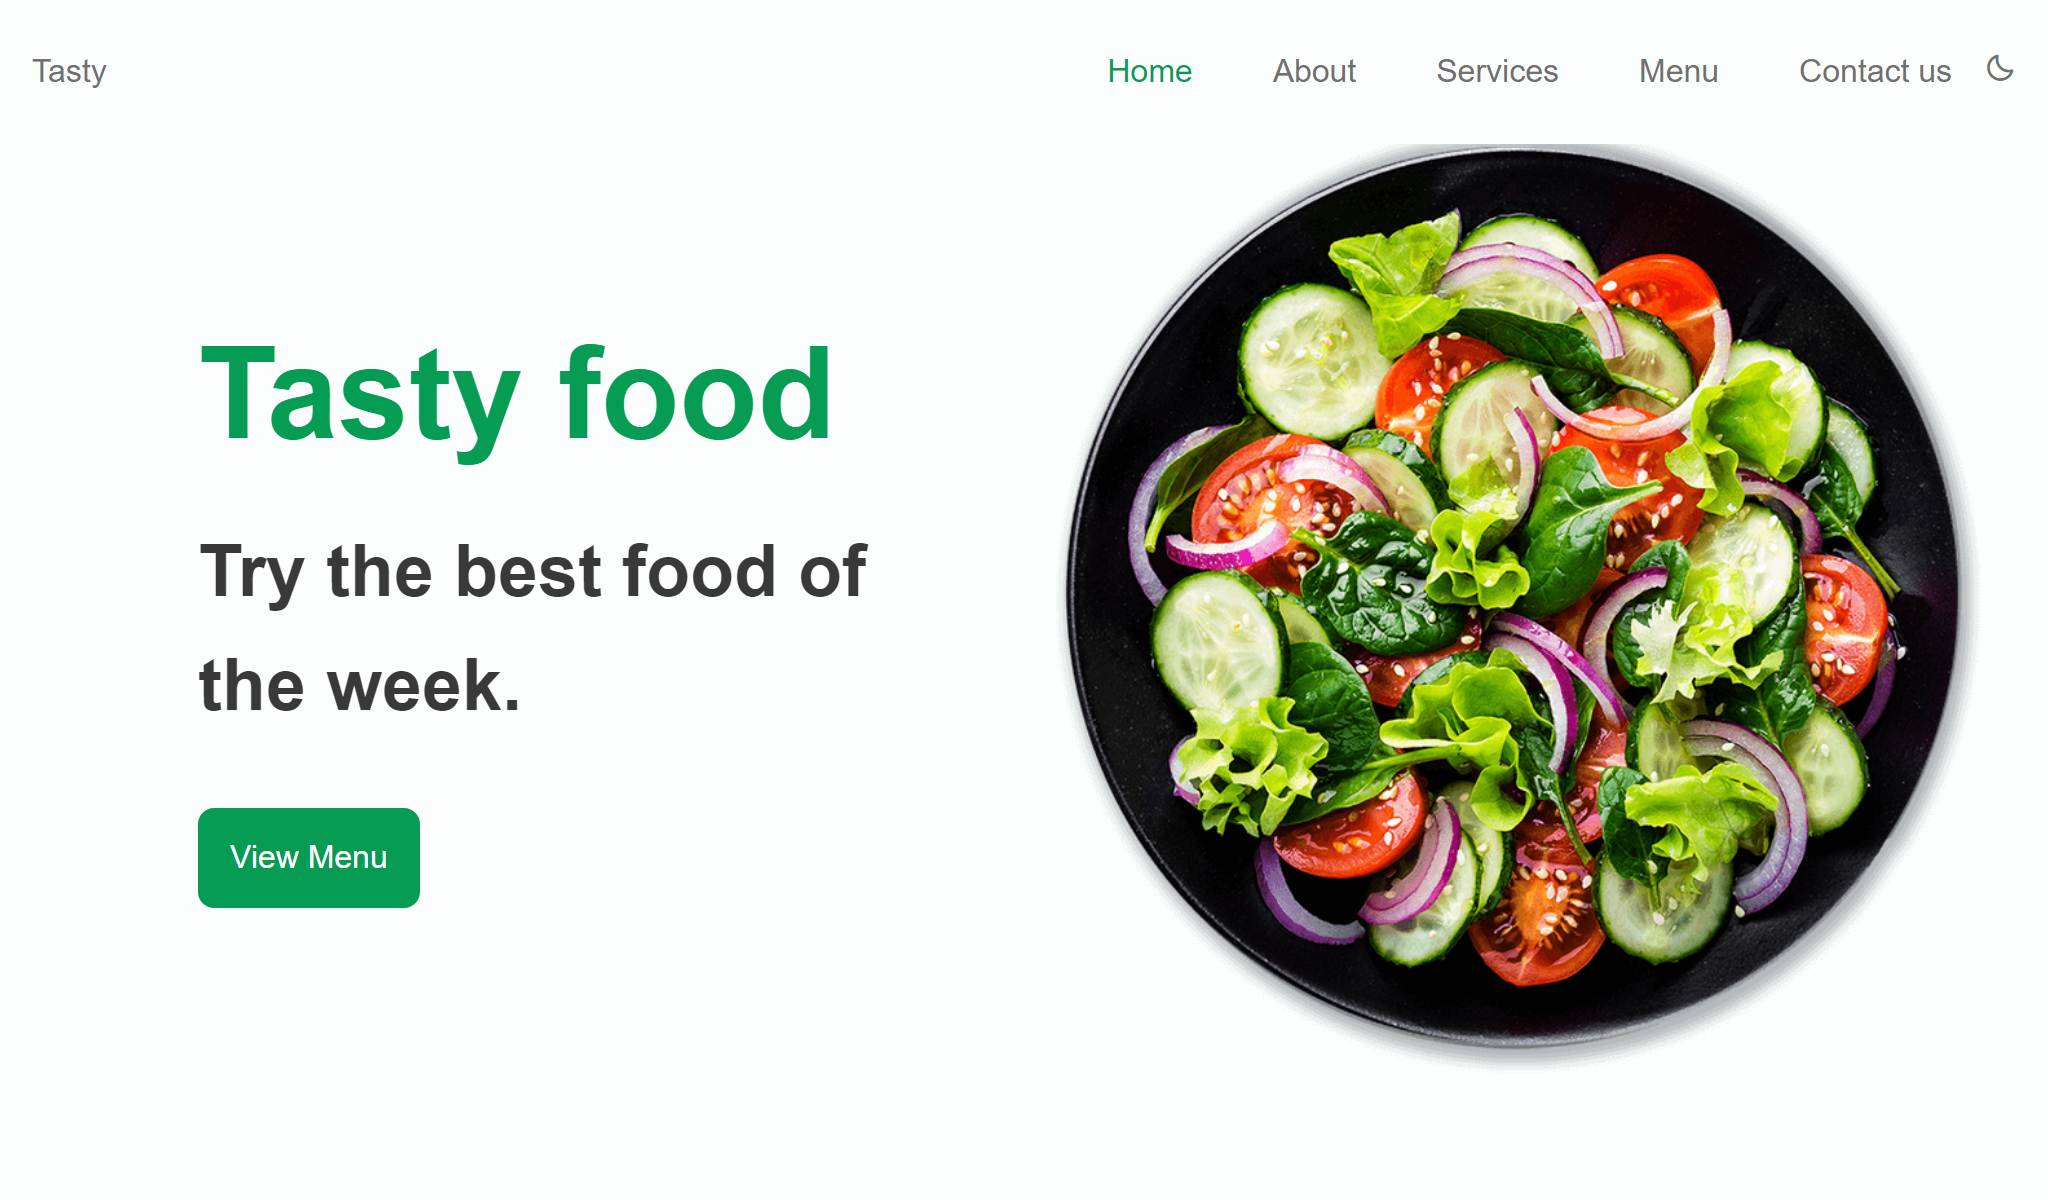 Tasty
Home About Services Menu Contact us
Tasty food
Try the best food of
the week.
View Menu